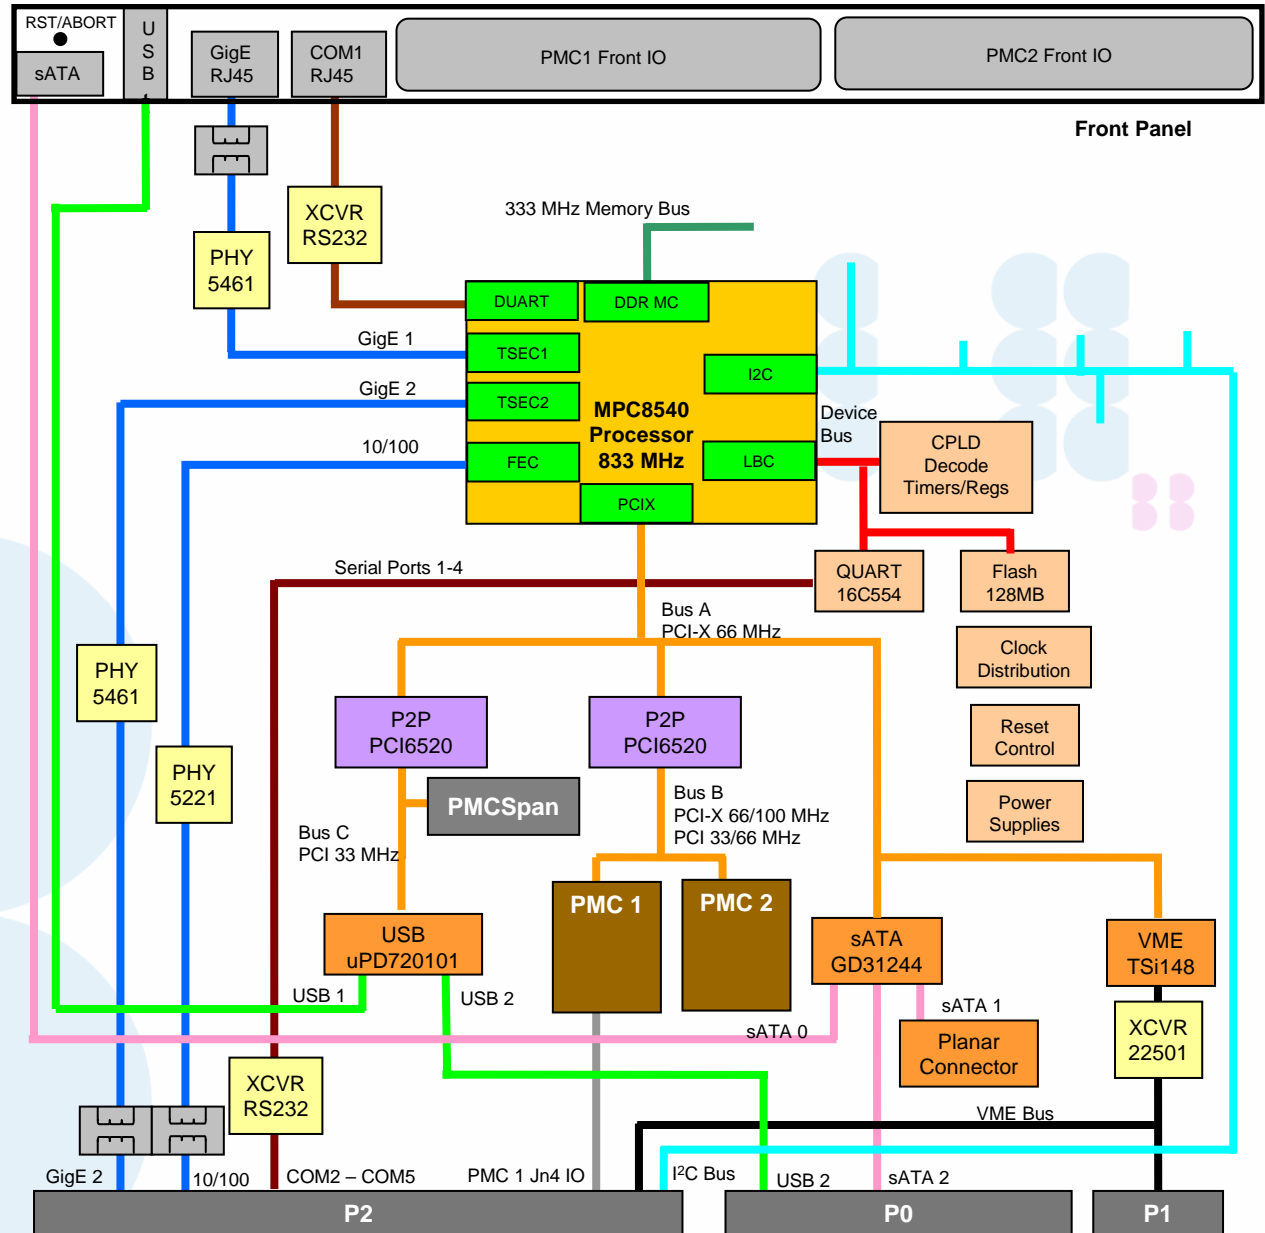 RST/ABORT
sATA
U
S
B
GigE
RJ45
COM1
RJ45
PMC1 Front IO
PMC2 Front IO
Front Panel
XCVR
RS232
PHY
5461
333 MHz Memory Bus
DUART
DDR MC
GigE 1
TSEC1
I2C
GigE 2
TSEC2
MPC8540
Processor
833 MHz
Device
Bus
10/100
FEC
LBC
CPLD
Decode
Timers/Regs
PCIX
Serial Ports 1-4
QUART
16C554
Flash
128MB
Bus A
PCI-X 66 MHz
Clock
Distribution
PHY
5461
P2P
PCI6520
P2P
PCI6520
Reset
Control
PHY
5221
PMCSpan
Bus B
PCI-X 66/100 MHz
PCI 33/66 MHz
Power
Supplies
Bus C
PCI 33 MHz
PMC 1
PMC 2
USB
uPD720101
sATA
GD31244
VME
TSi148
USB 1
USB 2
sATA 0
sATA 1
Planar
Connector
XCVR
22501
XCVR
RS232
VME Bus
GigE 2
10/100
COM2 – COM5
PMC 1 Jn4 IO
I²C Bus
USB 2
sATA 2
P2
P0
P1